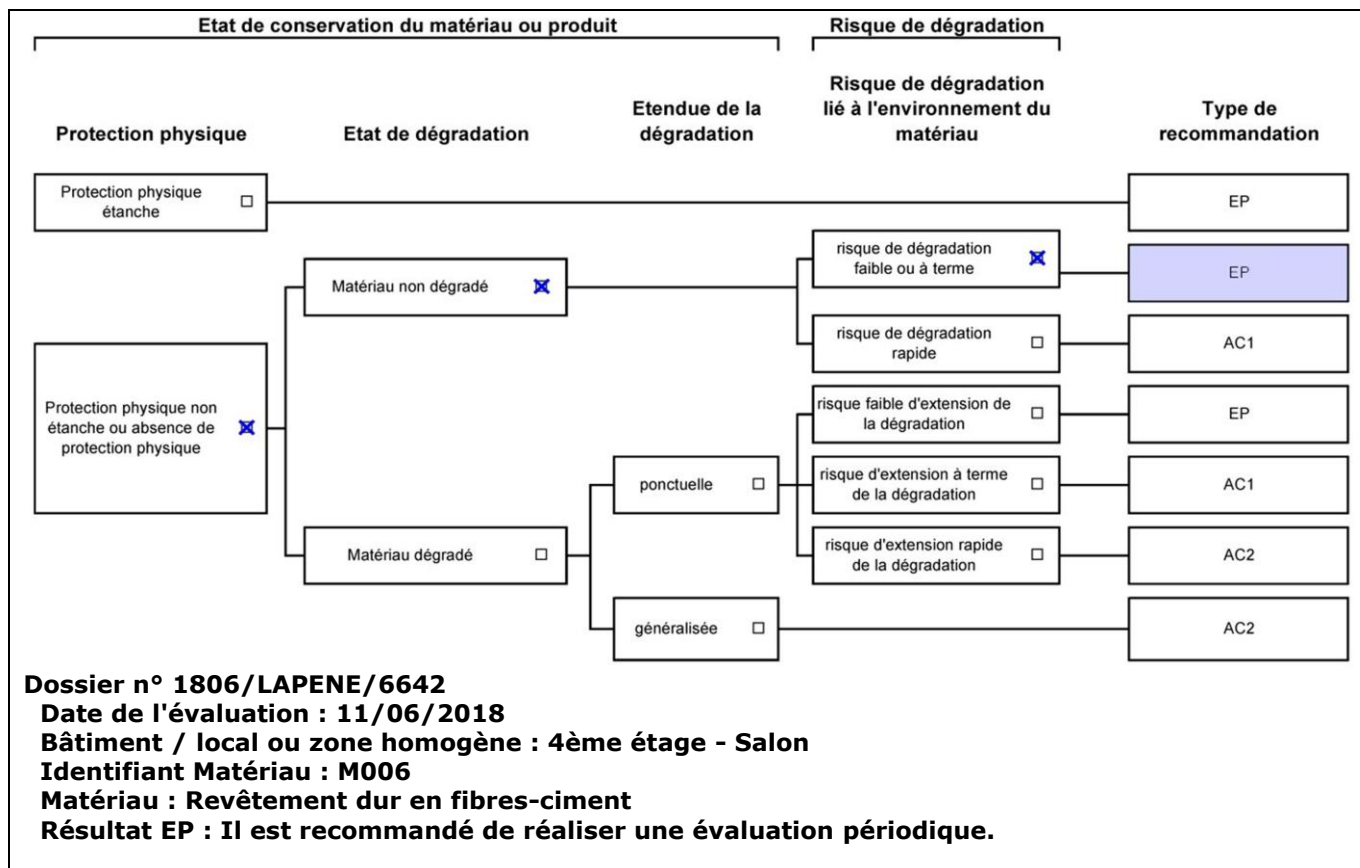 Etat de conservation du matériau ou produit
Risque de dégradation
Protection physique
Etat de dégradation
Etendue de la
dégradation
Risque de dégradation
lié à l'environnement du
matériau
Type de
recommandation
Protection physique
étanche
EP
Matériau non dégradé
risque de dégradation
faible ou à terme
EP
risque de dégradation
rapide
AC1
Protection physique non
étanche ou absence de
protection physique
risque faible d'extension de
la dégradation
EP
ponctuelle
risque d'extension à terme
de la dégradation
AC1
Matériau dégradé
risque d'extension rapide
de la dégradation
AC2
généralisée
AC2
Dossier n° 1806/LAPENE/6642
Date de l'évaluation : 11/06/2018
Bâtiment / local ou zone homogène : 4ème étage - Salon
Identifiant Matériau : M006
Matériau : Revêtement dur en fibres-ciment
Résultat EP : Il est recommandé de réaliser une évaluation périodique.